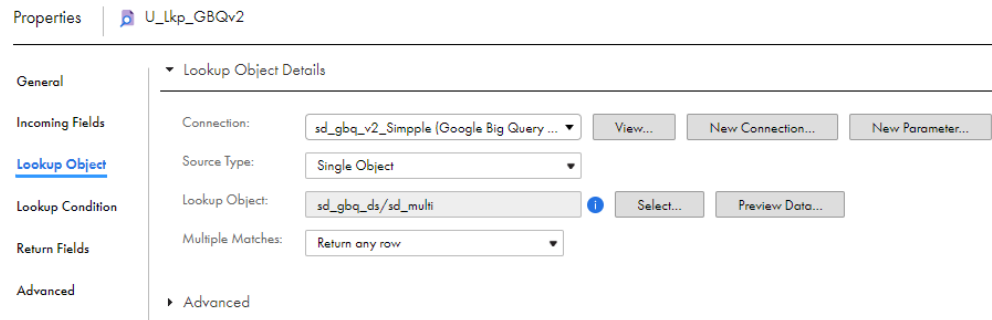 Properties U_Lkp_GBQv2
General
Incoming Fields
Lookup Object
Lookup Condition
Return Fields
Advanced
Lookup Object Details
Connection: sd_gbq_v2_Simpple (Google Big Query ... View... New Connection... New Parameter...
Source Type: Single Object
Lookup Object: sd_gbq_ds/sd_multi i Select... Preview Data...
Multiple Matches: Return any row
Advanced